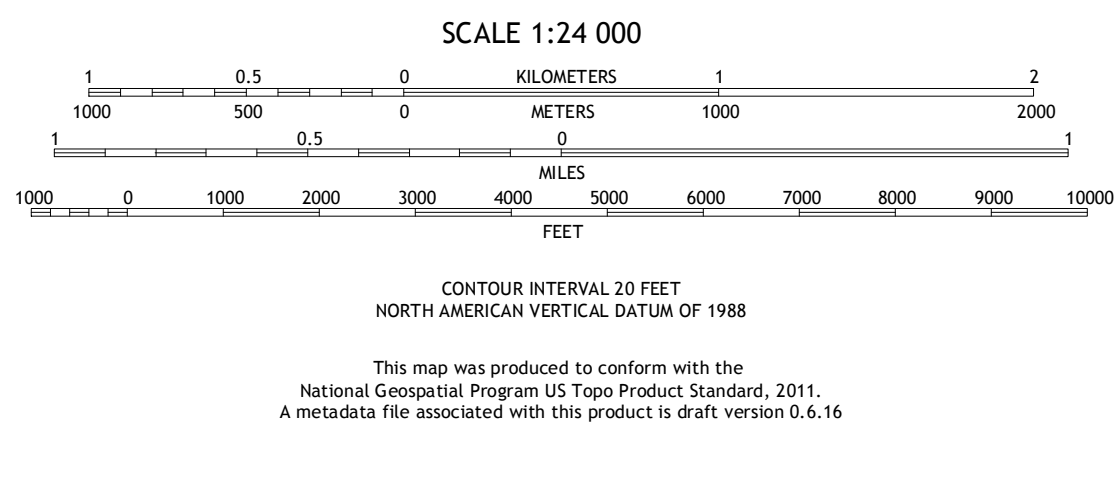 SCALE 1:24 000
1 0.5 0 KILOMETERS 1 2
1000 500 0 METERS 1000 2000
1 0.5 0 1
MILES
1000 0 1000 2000 3000 4000 5000 6000 7000 8000 9000 10000
FEET
CONTOUR INTERVAL 20 FEET
NORTH AMERICAN VERTICAL DATUM OF 1988
This map was produced to conform with the
National Geospatial Program US Topo Product Standard, 2011.
A metadata file associated with this product is draft version 0.6.16